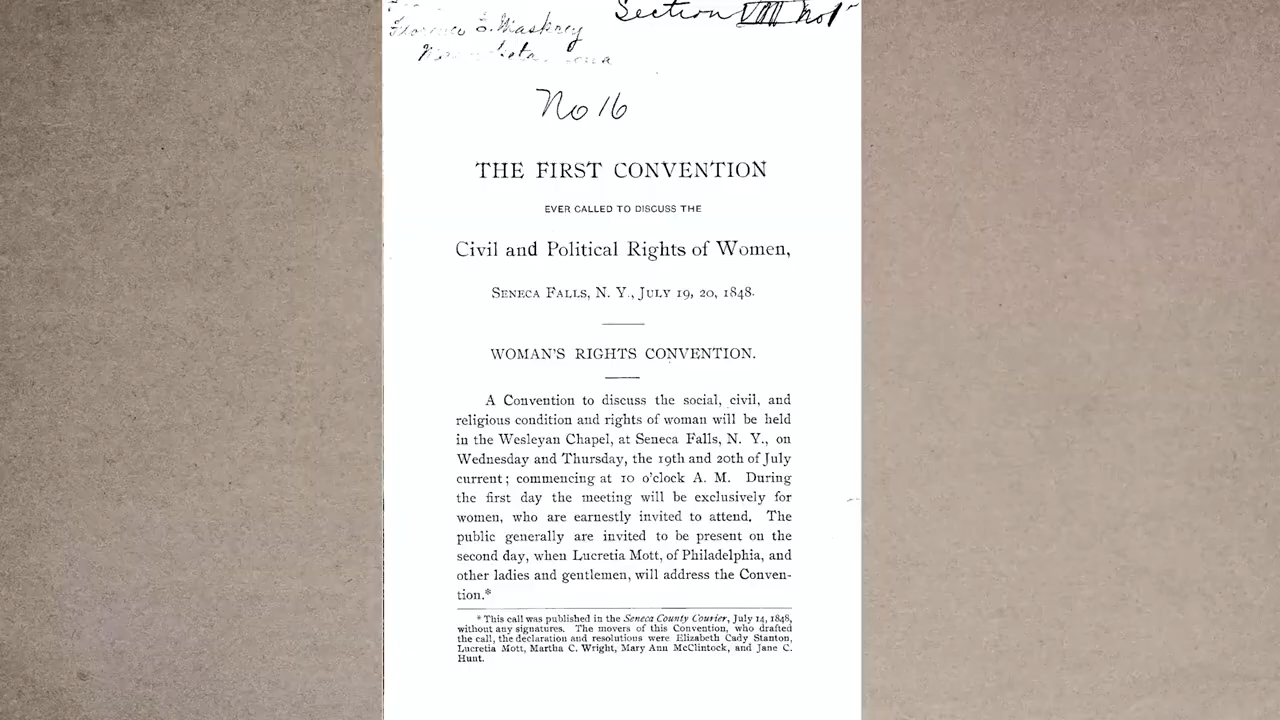 Section VIII No 1
Florence E.
No 16
THE FIRST CONVENTION
EVER CALLED TO DISCUSS THE
Civil and Political Rights of Women,
SENECA FALLS, N. Y., JULY 19, 20, 1848.
WOMAN'S RIGHTS CONVENTION.
A Convention to discuss the social, civil, and
religious condition and rights of woman will be held
in the Wesleyan Chapel, at Seneca Falls, N. Y., on
Wednesday and Thursday, the 19th and 20th of July
current; commencing at 10 o'clock A. M. During
the first day the meeting will be exclusively for
women, who are earnestly invited to attend. The
public generally are invited to be present on the
second day, when Lucretia Mott, of Philadelphia, and
other ladies and gentlemen, will address the Conven-
tion.*
* This call was published in the Seneca County Courier, July 14, 1848,
without any signatures. The movers of this Convention, who drafted
the call, the declaration and resolutions were Elizabeth Cady Stanton,
Lucretia Mott, Martha C. Wright, Mary Ann McClintock, and Jane C.
Hunt.